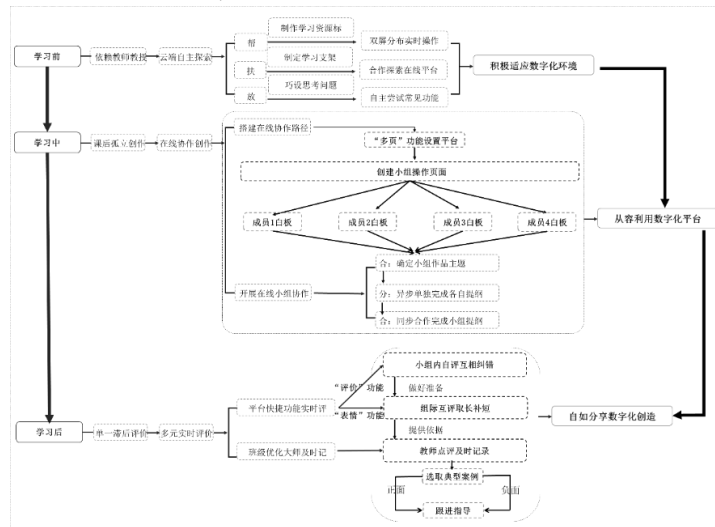 学习前
依赖教师教授
云端自主探索
帮
制作学习资源标
双屏分布实时操作
扶
制定学习支架
合作探索在线平台
放
巧设思考问题
自主尝试常见功能
积极适应数字化环境
学习中
课后孤立创作
在线协作创作
搭建在线协作路径
“多页”功能设置平台
创建小组操作页面
成员1白板
成员2白板
成员3白板
成员4白板
开展在线小组协作
合：确定小组作品主题
分：异步单独完成各自提纲
合：同步合作完成小组提纲
从容利用数字化平台
学习后
单一滞后评价
多元实时评价
平台快捷功能实时评
班级优化大师及时记
“评价”功能
“表情”功能
小组内自评互相纠错
做好准备
组际互评取长补短
提供依据
教师点评及时记录
选取典型案例
正面
负面
跟进指导
自如分享数字化创造